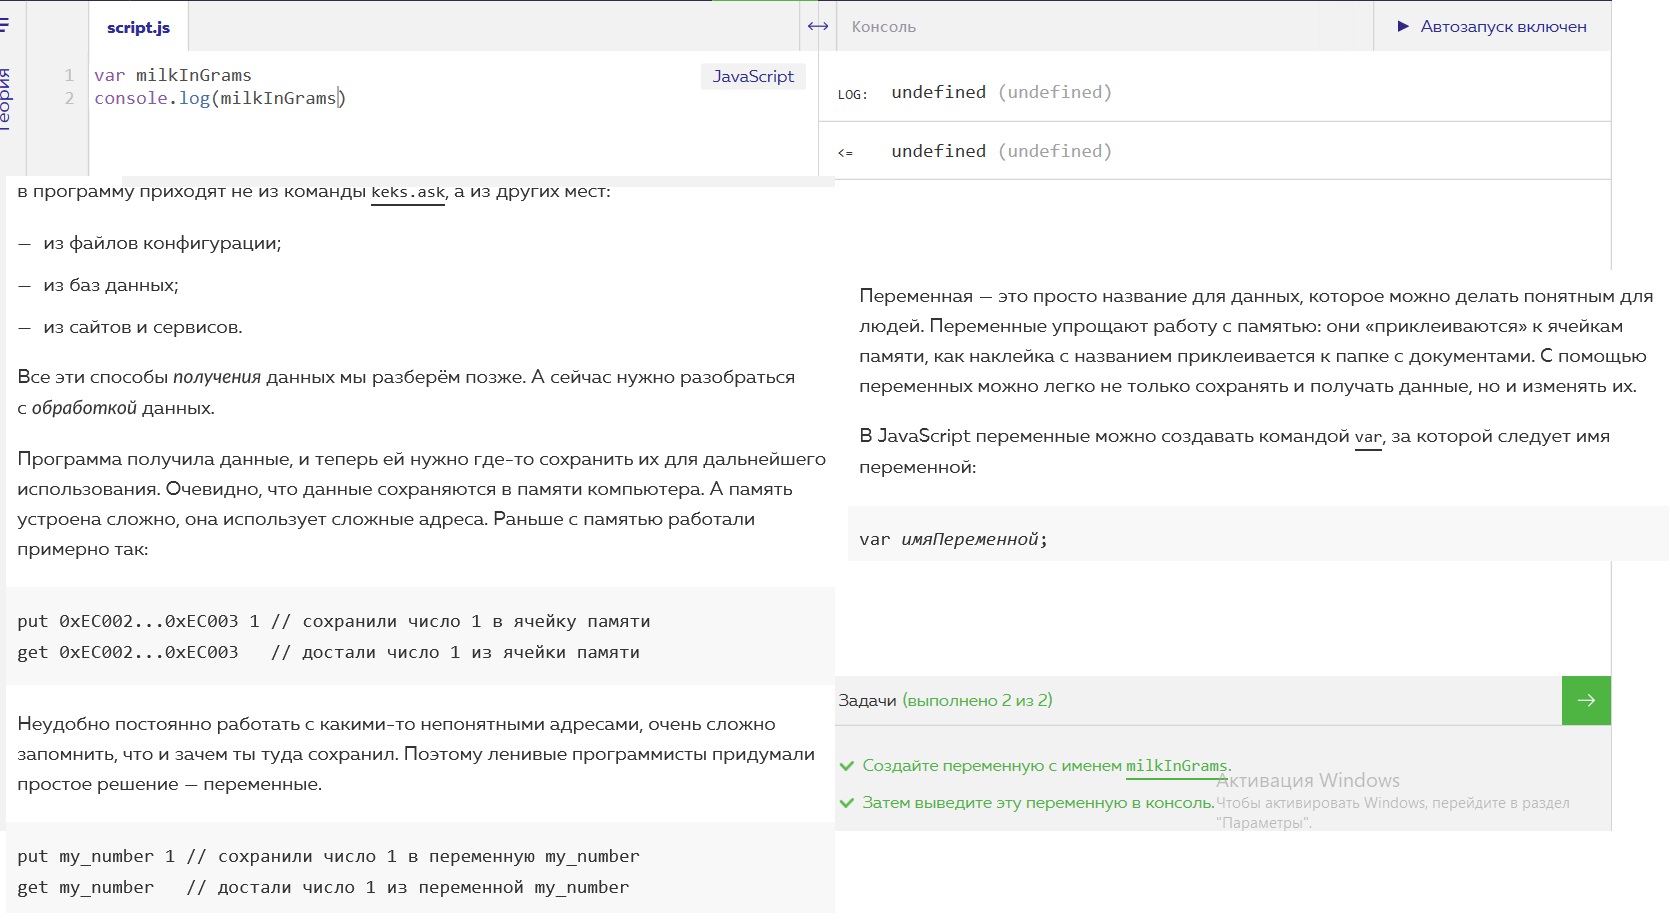 script.js
Консоль
Автозапуск включен
Теория
1 var milkInGrams
2 console.log(milkInGrams)
JavaScript
LOG: undefined (undefined)
<= undefined (undefined)
в программу приходят не из команды keks.ask, а из других мест:
— из файлов конфигурации;
— из баз данных;
— из сайтов и сервисов.
Все эти способы получения данных мы разберём позже. А сейчас нужно разобраться
с обработкой данных.
Программа получила данные, и теперь ей нужно где-то сохранить их для дальнейшего
использования. Очевидно, что данные сохраняются в памяти компьютера. А память
устроена сложно, она использует сложные адреса. Раньше с памятью работали
примерно так:
put 0xEC002...0xEC003 1 // сохранили число 1 в ячейку памяти
get 0xEC002...0xEC003   // достали число 1 из ячейки памяти
Неудобно постоянно работать с какими-то непонятными адресами, очень сложно
запомнить, что и зачем ты туда сохранил. Поэтому ленивые программисты придумали
простое решение — переменные.
put my_number 1 // сохранили число 1 в переменную my_number
get my_number   // достали число 1 из переменной my_number
Переменная — это просто название для данных, которое можно делать понятным для
людей. Переменные упрощают работу с памятью: они «приклеиваются» к ячейкам
памяти, как наклейка с названием приклеивается к папке с документами. С помощью
переменных можно легко не только сохранять и получать данные, но и изменять их.
В JavaScript переменные можно создавать командой var, за которой следует имя
переменной:
var имяПеременной;
Задачи (выполнено 2 из 2)
Создайте переменную с именем milkInGrams.
Затем выведите эту переменную в консоль.
Активация Windows
Чтобы активировать Windows, перейдите в раздел
"Параметры".